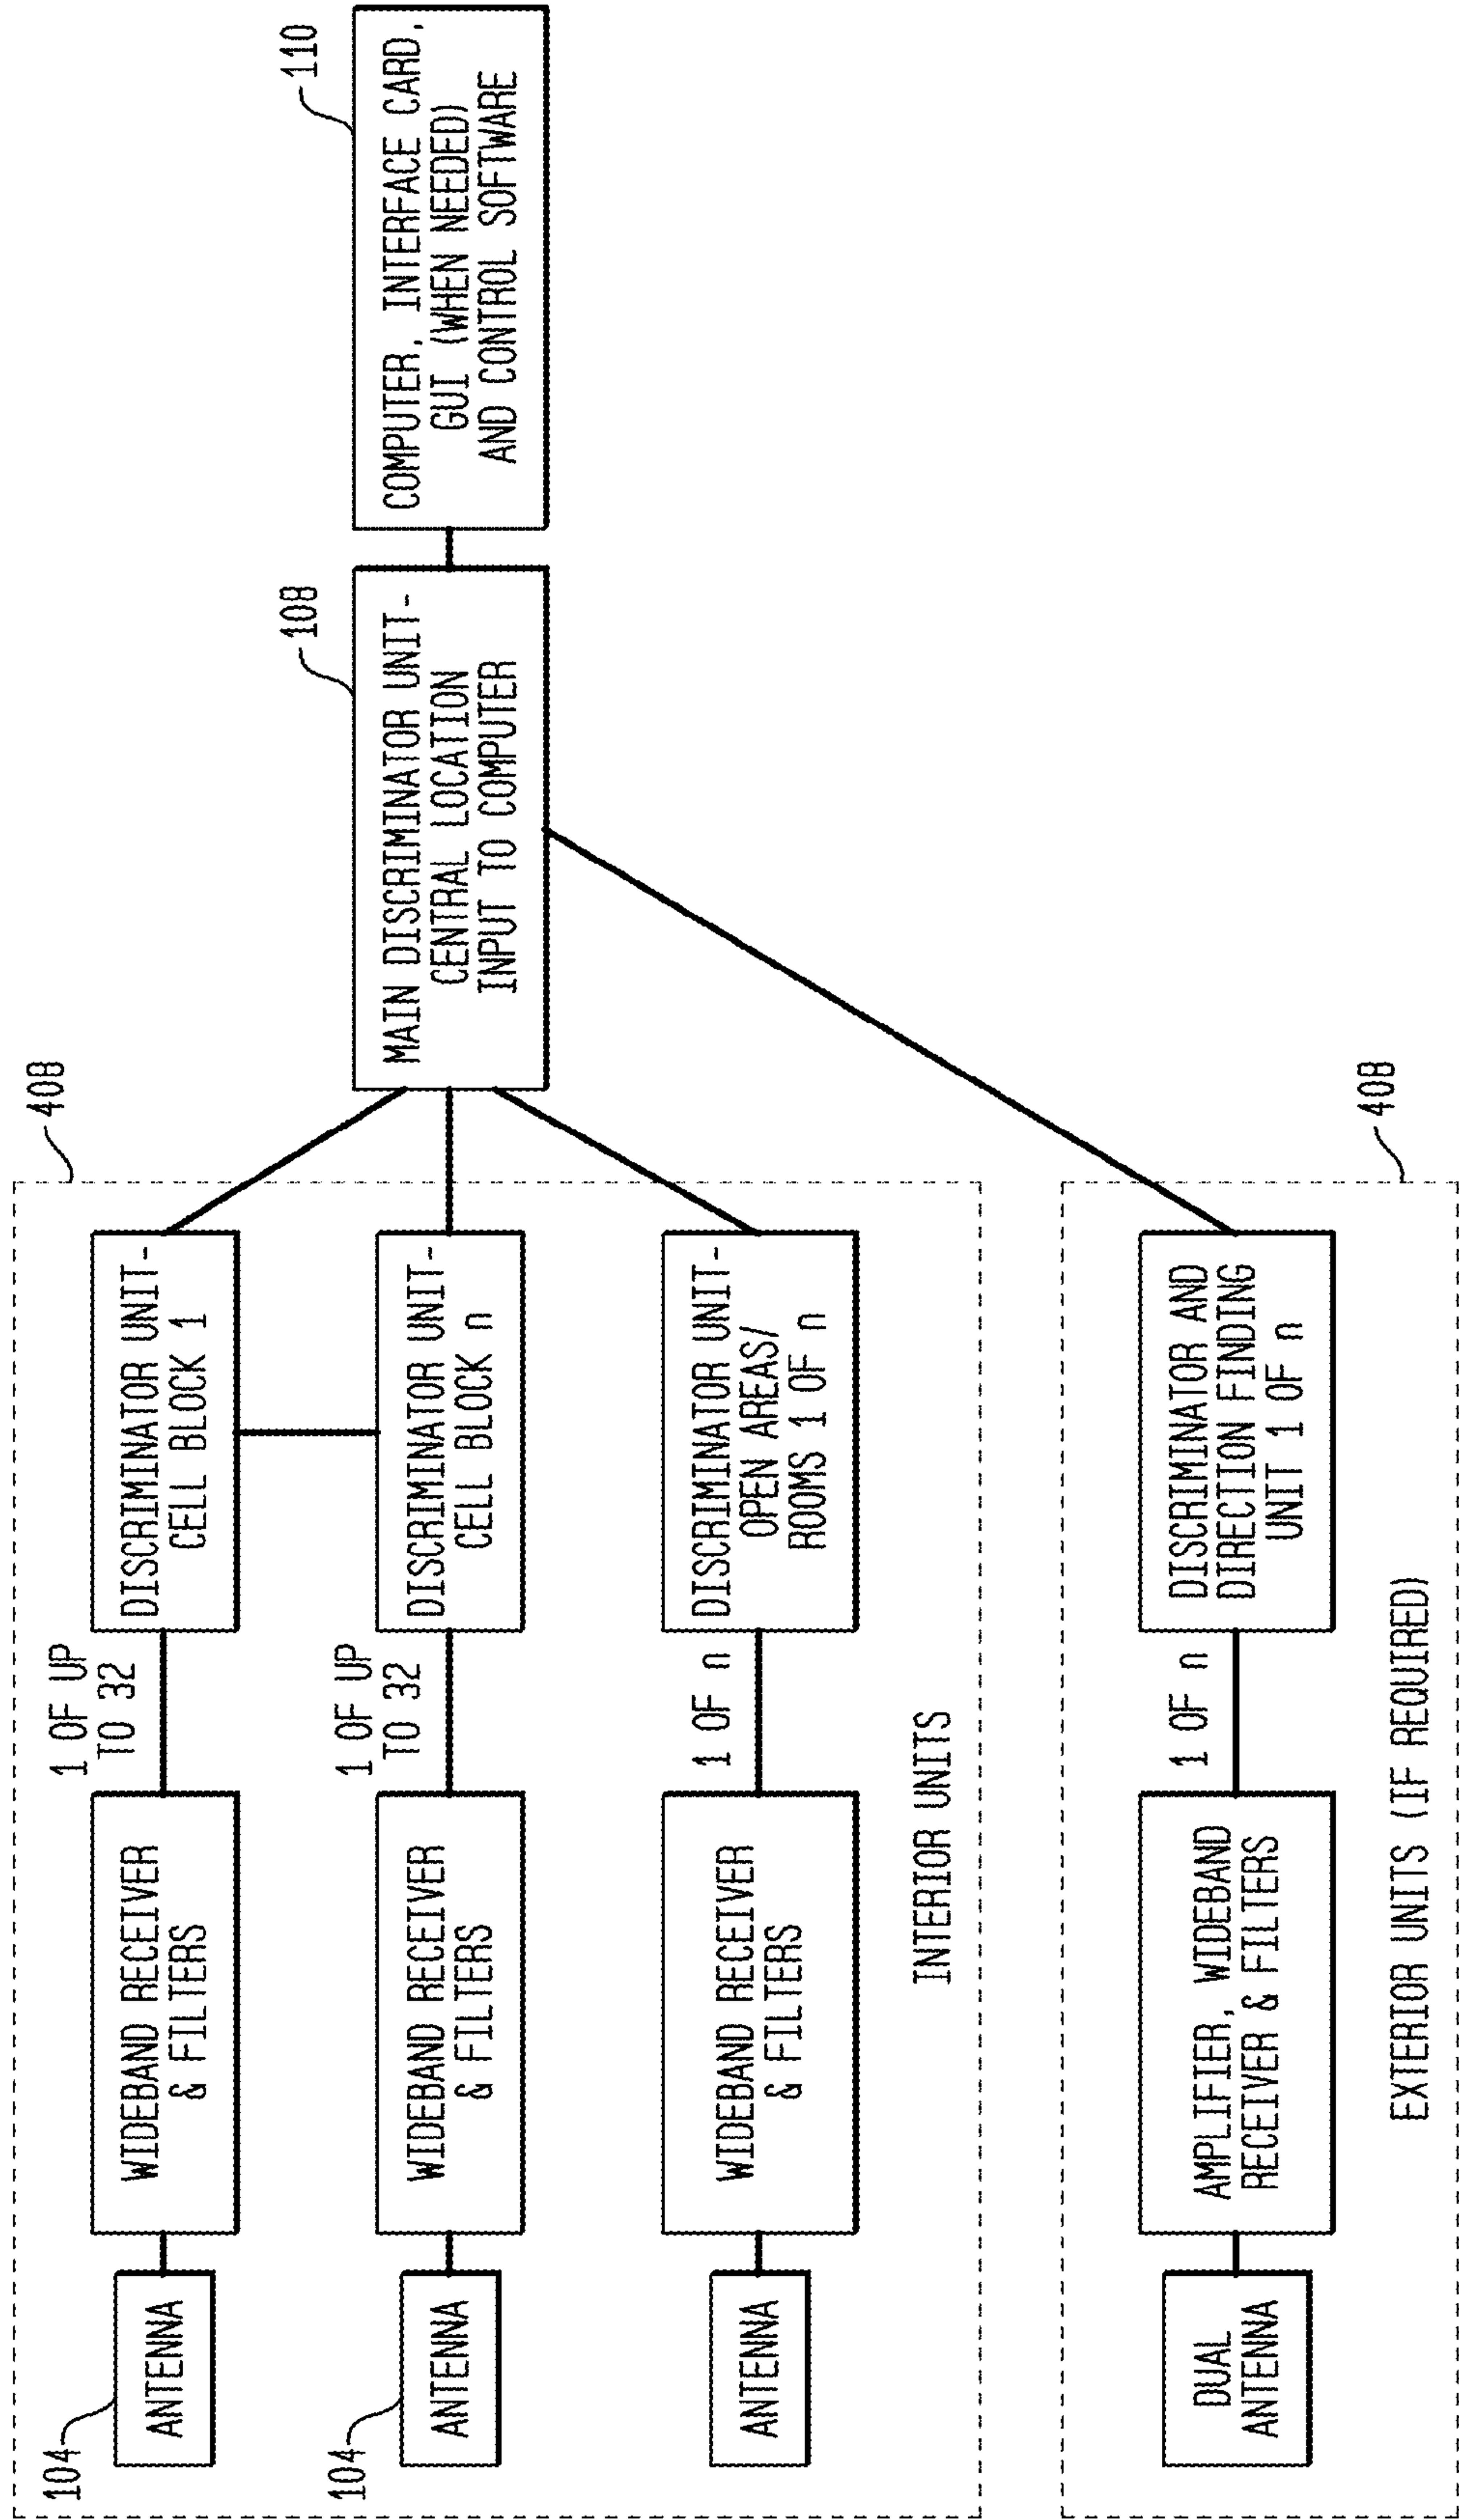 408
104
ANTENNA
WIDEBAND RECEIVER
& FILTERS
1 OF UP
TO 32
DISCRIMINATOR UNIT-
CELL BLOCK 1
104
ANTENNA
WIDEBAND RECEIVER
& FILTERS
1 OF UP
TO 32
DISCRIMINATOR UNIT-
CELL BLOCK n
ANTENNA
WIDEBAND RECEIVER
& FILTERS
1 OF n
DISCRIMINATOR UNIT-
OPEN AREAS/
ROOMS 1 OF n
INTERIOR UNITS
108
MAIN DISCRIMINATOR UNIT-
CENTRAL LOCATION
INPUT TO COMPUTER
110
COMPUTER, INTERFACE CARD,
GUI (WHEN NEEDED)
AND CONTROL SOFTWARE
408
DUAL
ANTENNA
AMPLIFIER, WIDEBAND
RECEIVER & FILTERS
1 OF n
DISCRIMINATOR AND
DIRECTION FINDING
UNIT 1 OF n
EXTERIOR UNITS (IF REQUIRED)